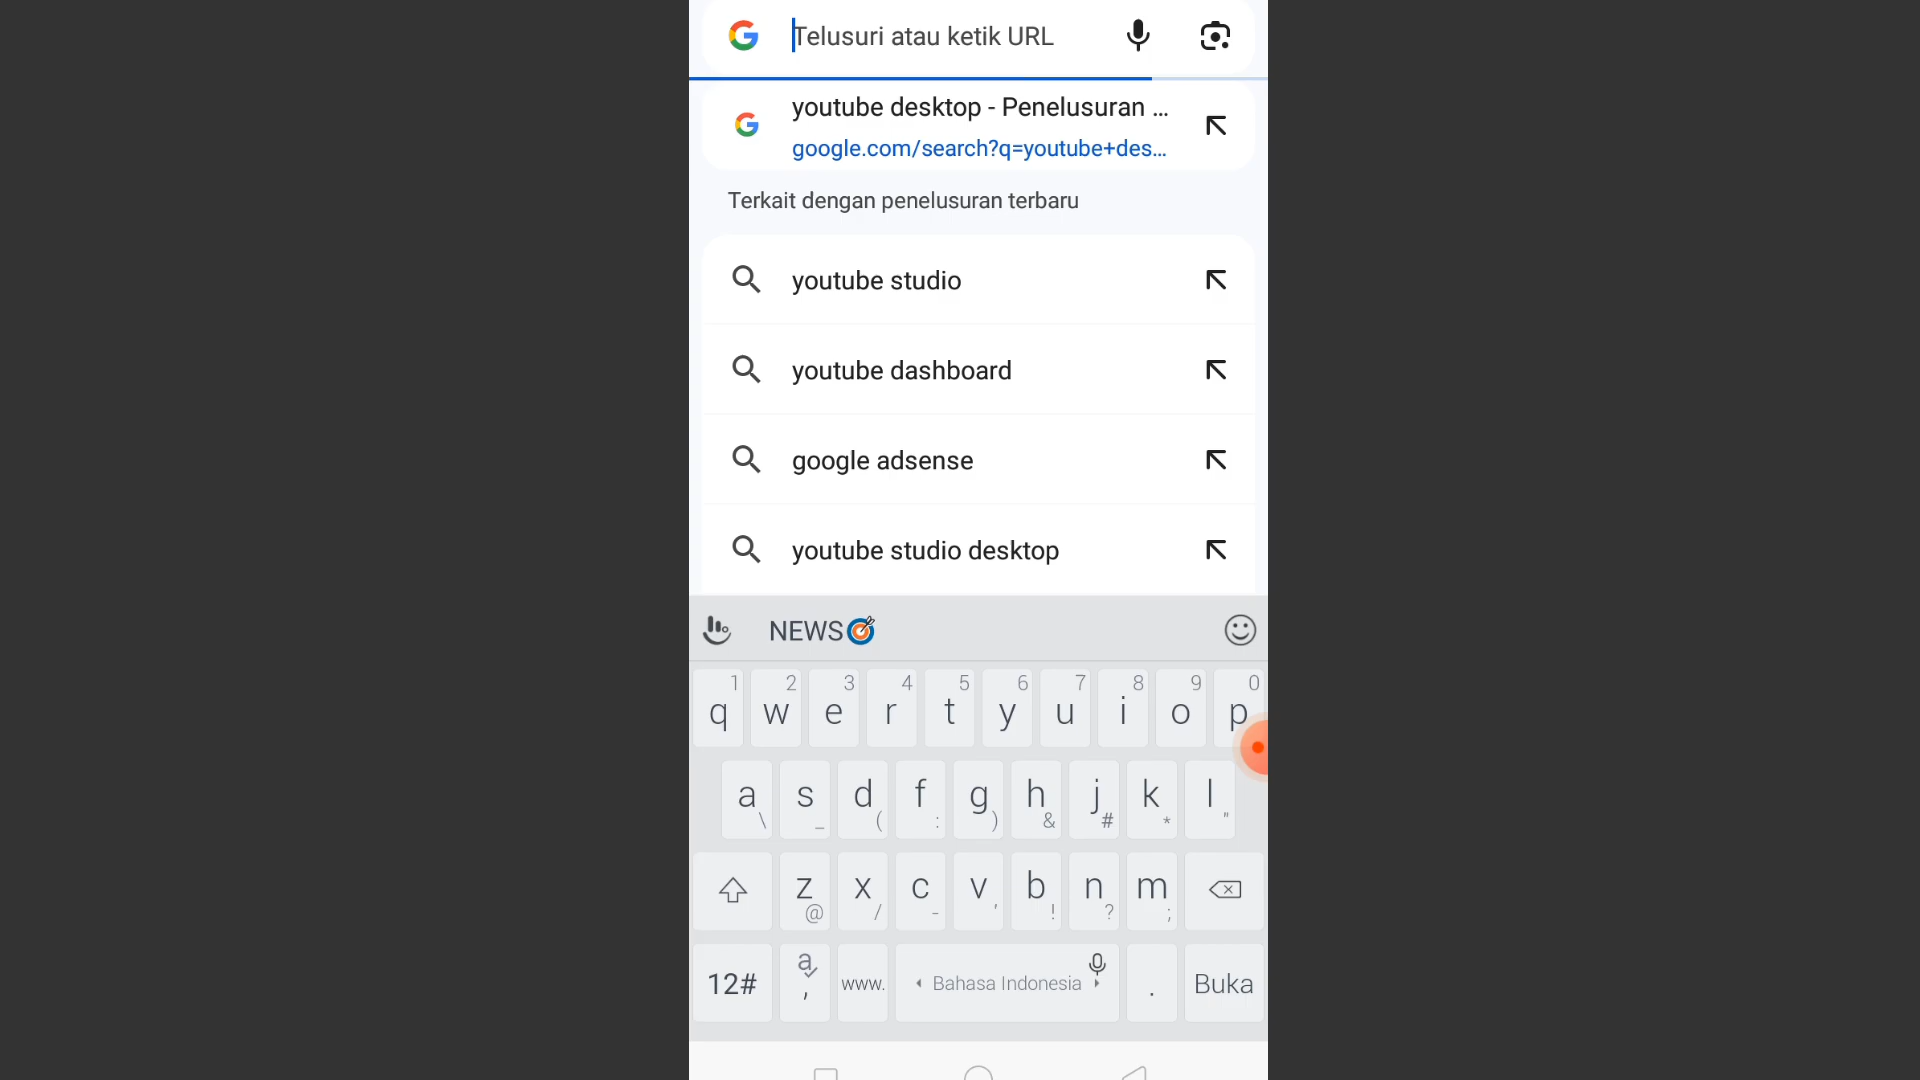 Telusuri atau ketik URL
youtube desktop - Penelusuran ...
google.com/search?q=youtube+des...
Terkait dengan penelusuran terbaru
youtube studio
youtube dashboard
google adsense
youtube studio desktop
NEWS
1 2 3 4 5 6 7 8 9 0
q w e r t y u i o p
a s d f g h j k l
\ _ ( : ) & # * "
z x c v b n m
@ / - ' ! ? ;
12# a , www. Bahasa Indonesia . Buka